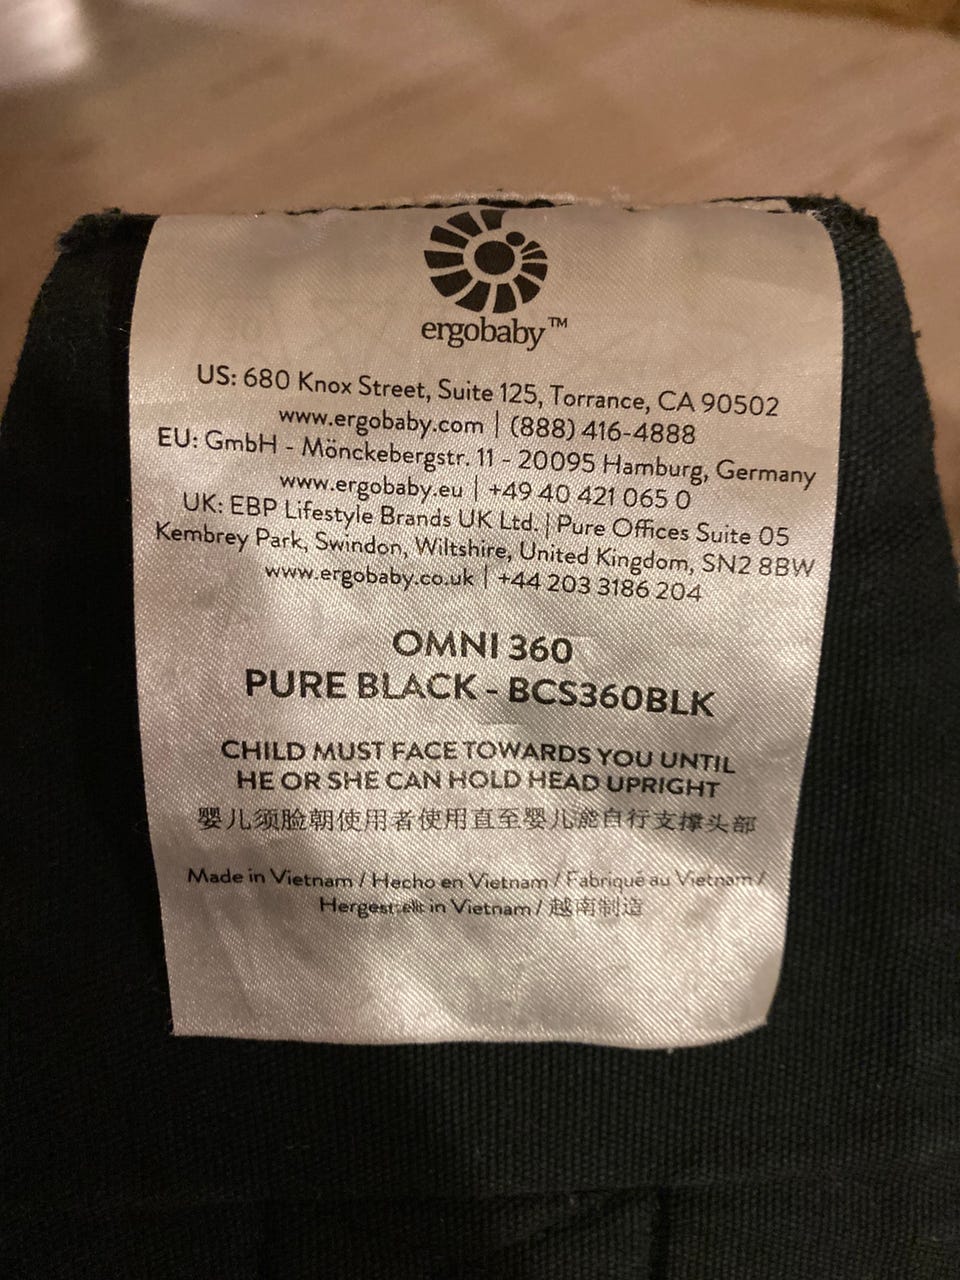 ergobaby™
US: 680 Knox Street, Suite 125, Torrance, CA 90502
www.ergobaby.com | (888) 416-4888
EU: GmbH - Mönckebergstr. 11 - 20095 Hamburg, Germany
www.ergobaby.eu | +49 40 421 065 0
UK: EBP Lifestyle Brands UK Ltd. | Pure Offices Suite 05
Kembrey Park, Swindon, Wiltshire, United Kingdom, SN2 8BW
www.ergobaby.co.uk | +44 203 3186 204
OMNI 360
PURE BLACK - BCS360BLK
CHILD MUST FACE TOWARDS YOU UNTIL
HE OR SHE CAN HOLD HEAD UPRIGHT
婴儿须脸朝使用者使用直至婴儿能自行支撑头部
Made in Vietnam / Hecho en Vietnam / Fabriqué au Vietnam /
Hergestellt in Vietnam / 越南制造